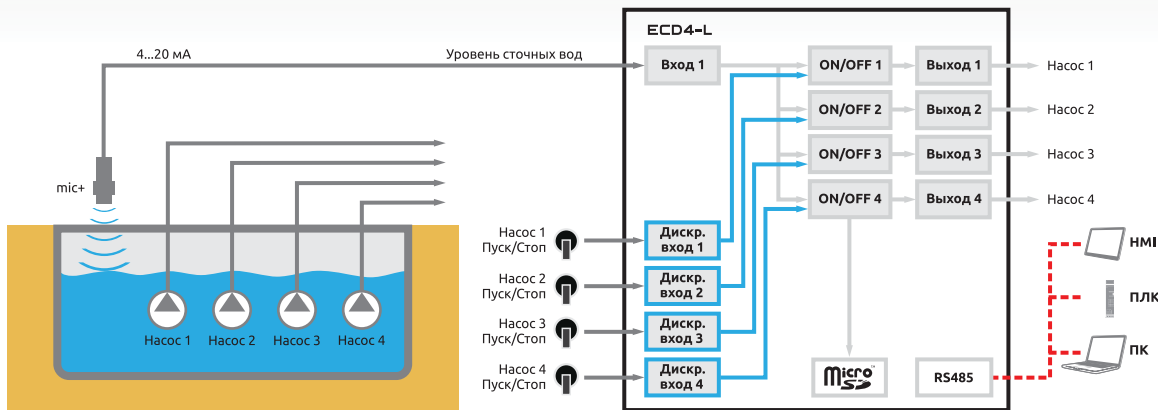 ECD4-L
4...20 мА
Уровень сточных вод
Вход 1
ON/OFF 1
Выход 1
Насос 1
ON/OFF 2
Выход 2
Насос 2
ON/OFF 3
Выход 3
Насос 3
ON/OFF 4
Выход 4
Насос 4
mic+
Насос 1
Насос 2
Насос 3
Насос 4
Насос 1
Пуск/Стоп
Дискр.
вход 1
Насос 2
Пуск/Стоп
Дискр.
вход 2
Насос 3
Пуск/Стоп
Дискр.
вход 3
Насос 4
Пуск/Стоп
Дискр.
вход 4
Micro
SD
RS485
HMI
ПЛК
ПК